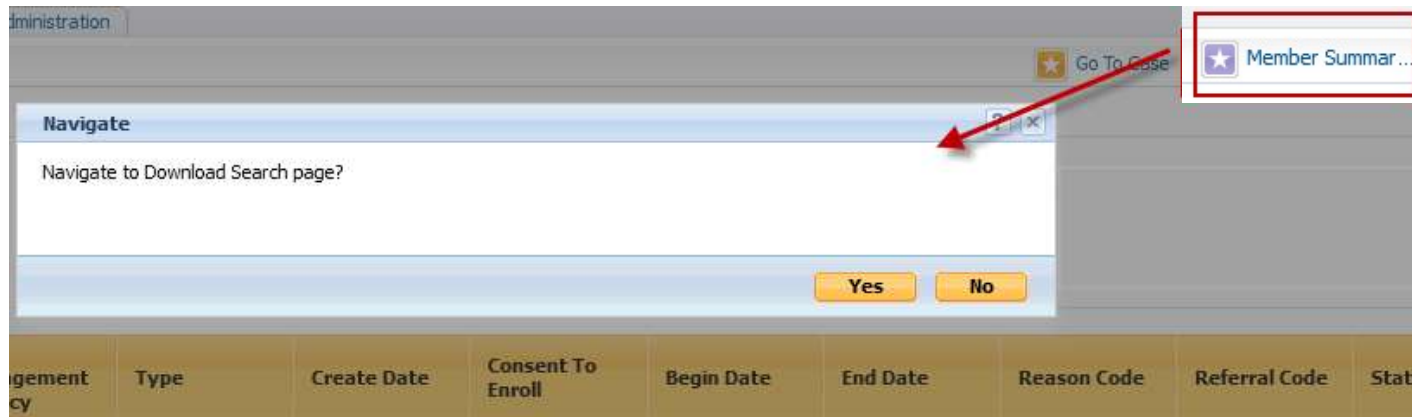 dministration
Go To Case
Member Summar...
Navigate
? ×
Navigate to Download Search page?
Yes No
gement
cy
Type
Create Date
Consent To
Enroll
Begin Date
End Date
Reason Code
Referral Code
Stat